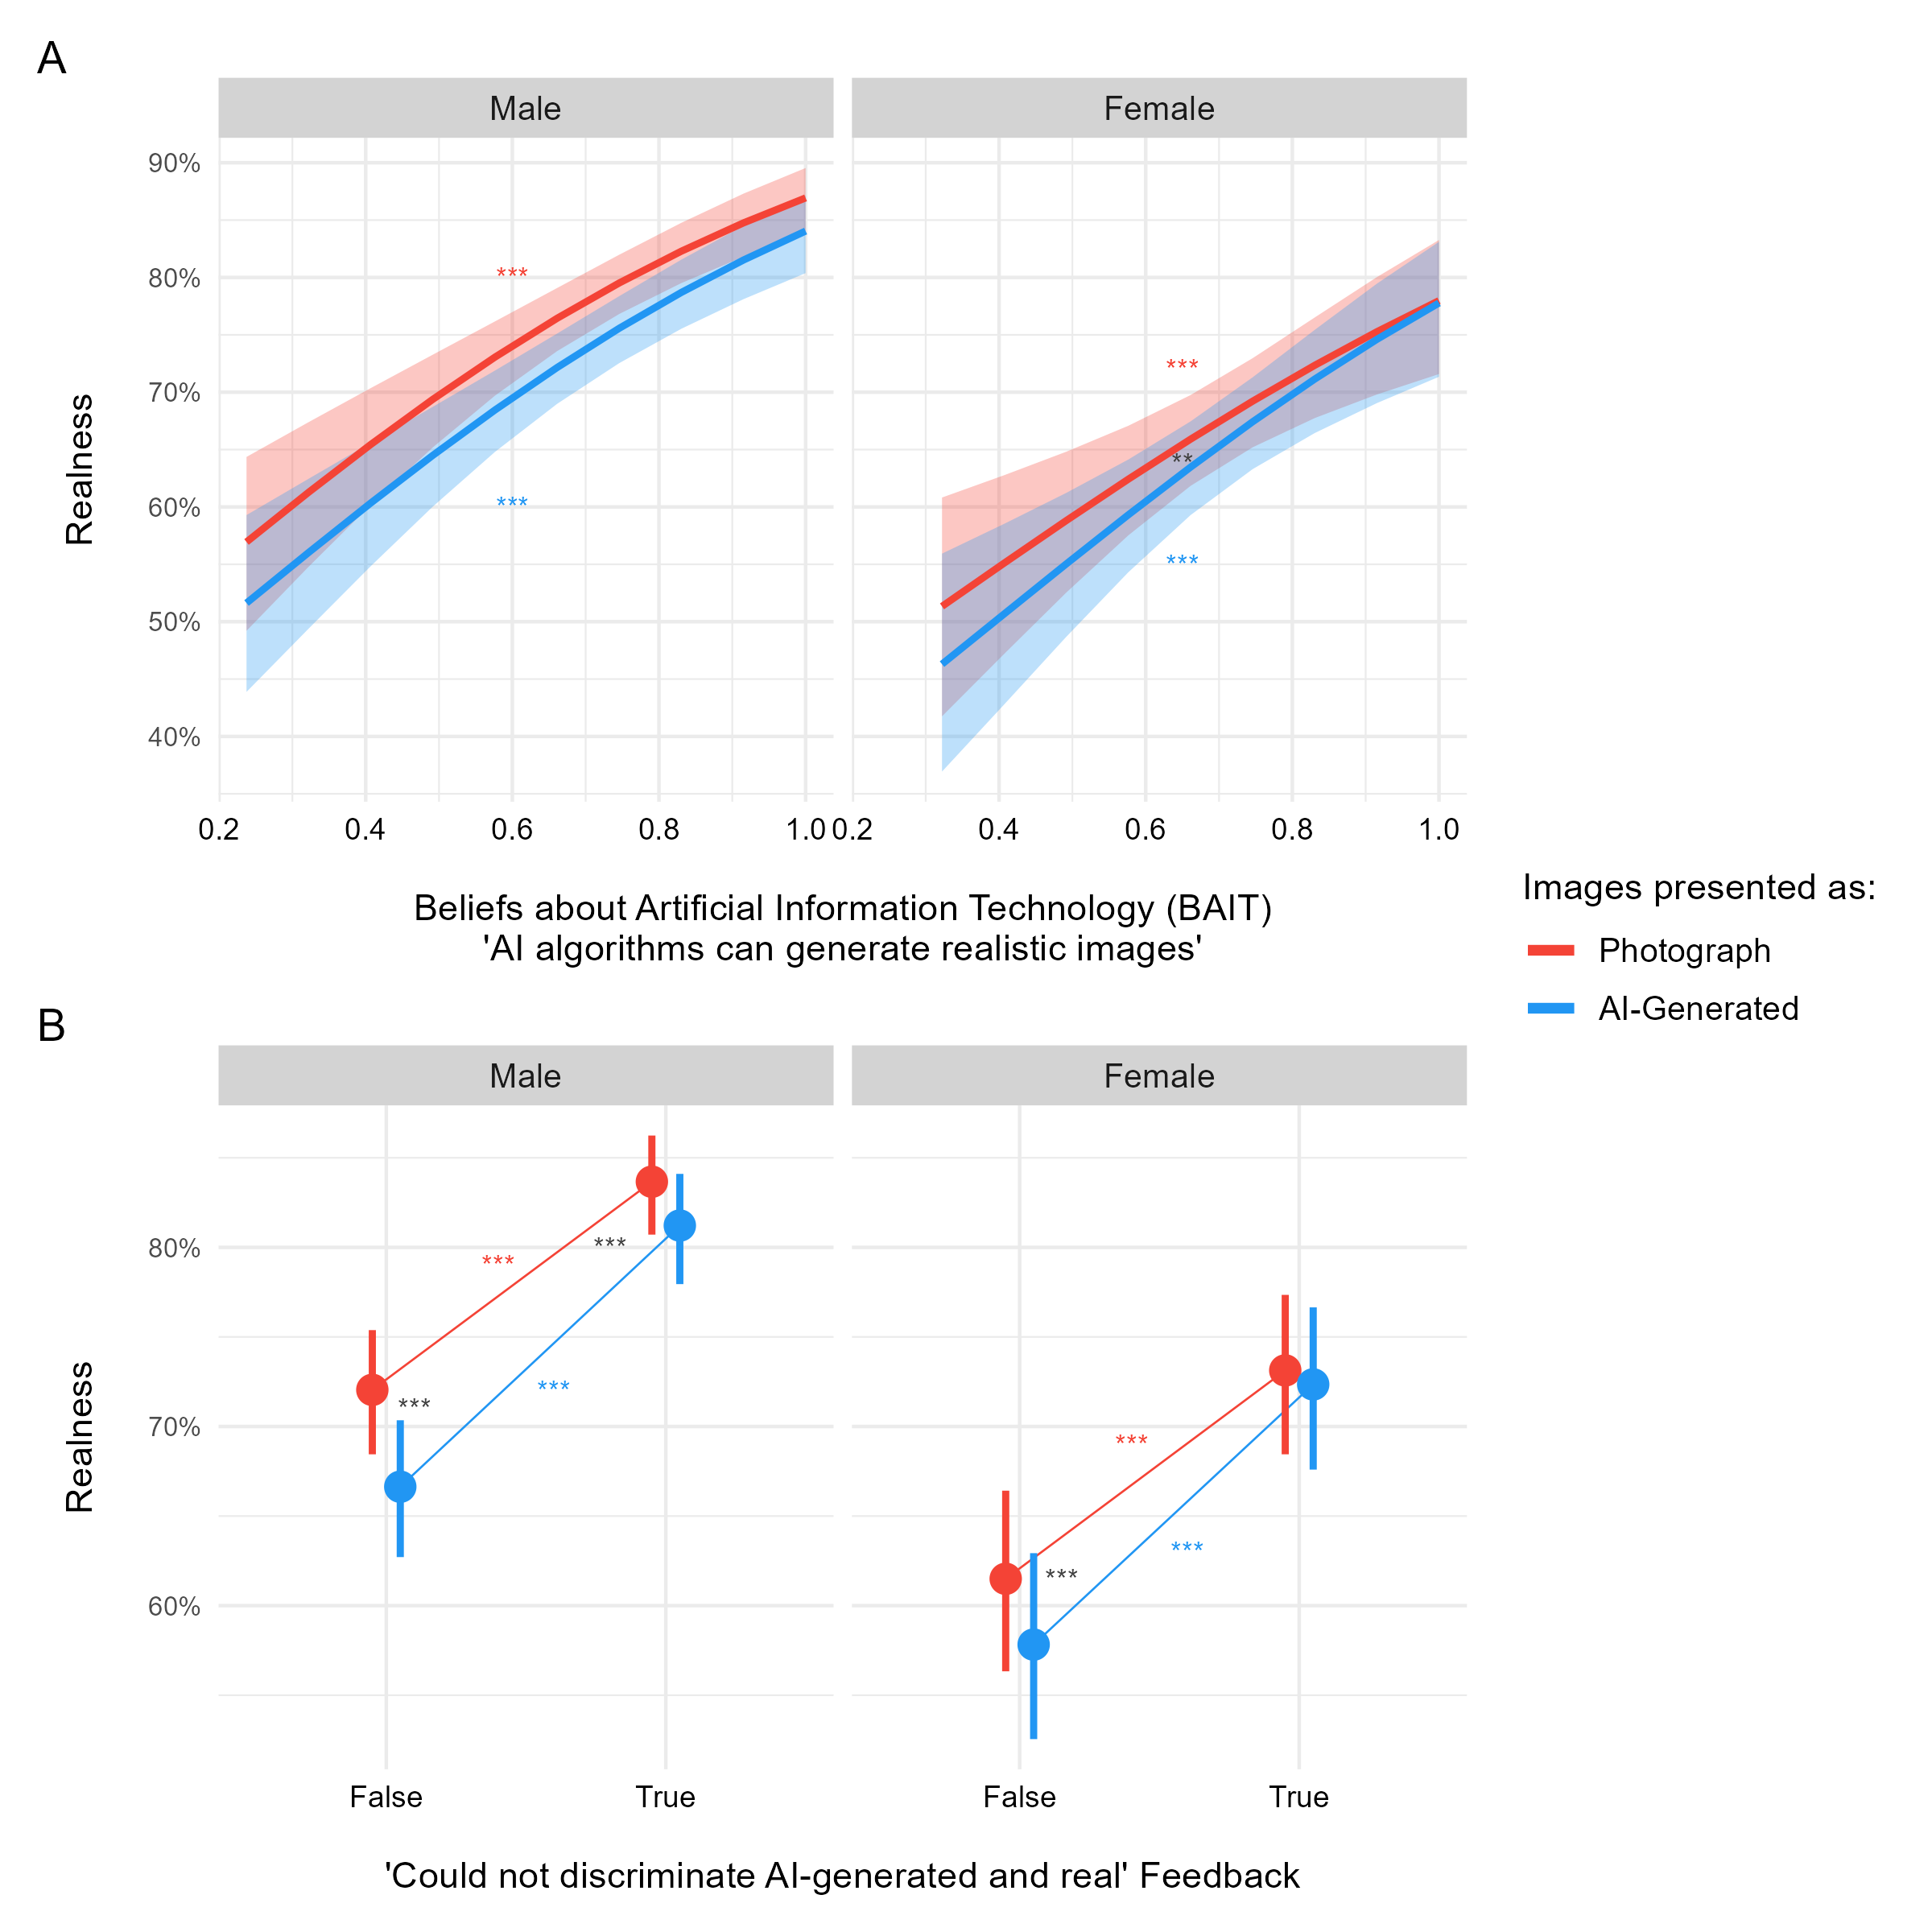 A
Male
Female
90%
80%
70%
60%
50%
40%
Realness
***
***
***
**
***
0.2 0.4 0.6 0.8 1.0 0.2 0.4 0.6 0.8 1.0
Beliefs about Artificial Information Technology (BAIT)
'AI algorithms can generate realistic images'
Images presented as:
Photograph
AI-Generated
B
Male
Female
80%
70%
60%
Realness
***
***
***
***
***
***
***
False True False True
'Could not discriminate AI-generated and real' Feedback